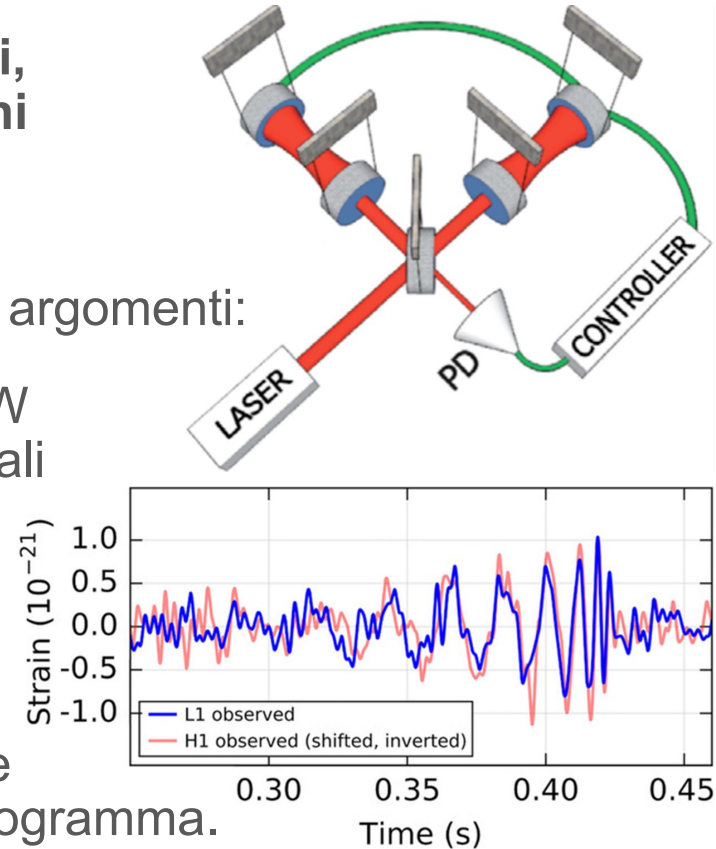 i,
ni
argomenti:
W
ali
e
ogramma.
LASER
PD
CONTROLLER
Strain (10⁻²¹)
1.0
0.5
0.0
-0.5
-1.0
L1 observed
H1 observed (shifted, inverted)
0.30 0.35 0.40 0.45
Time (s)